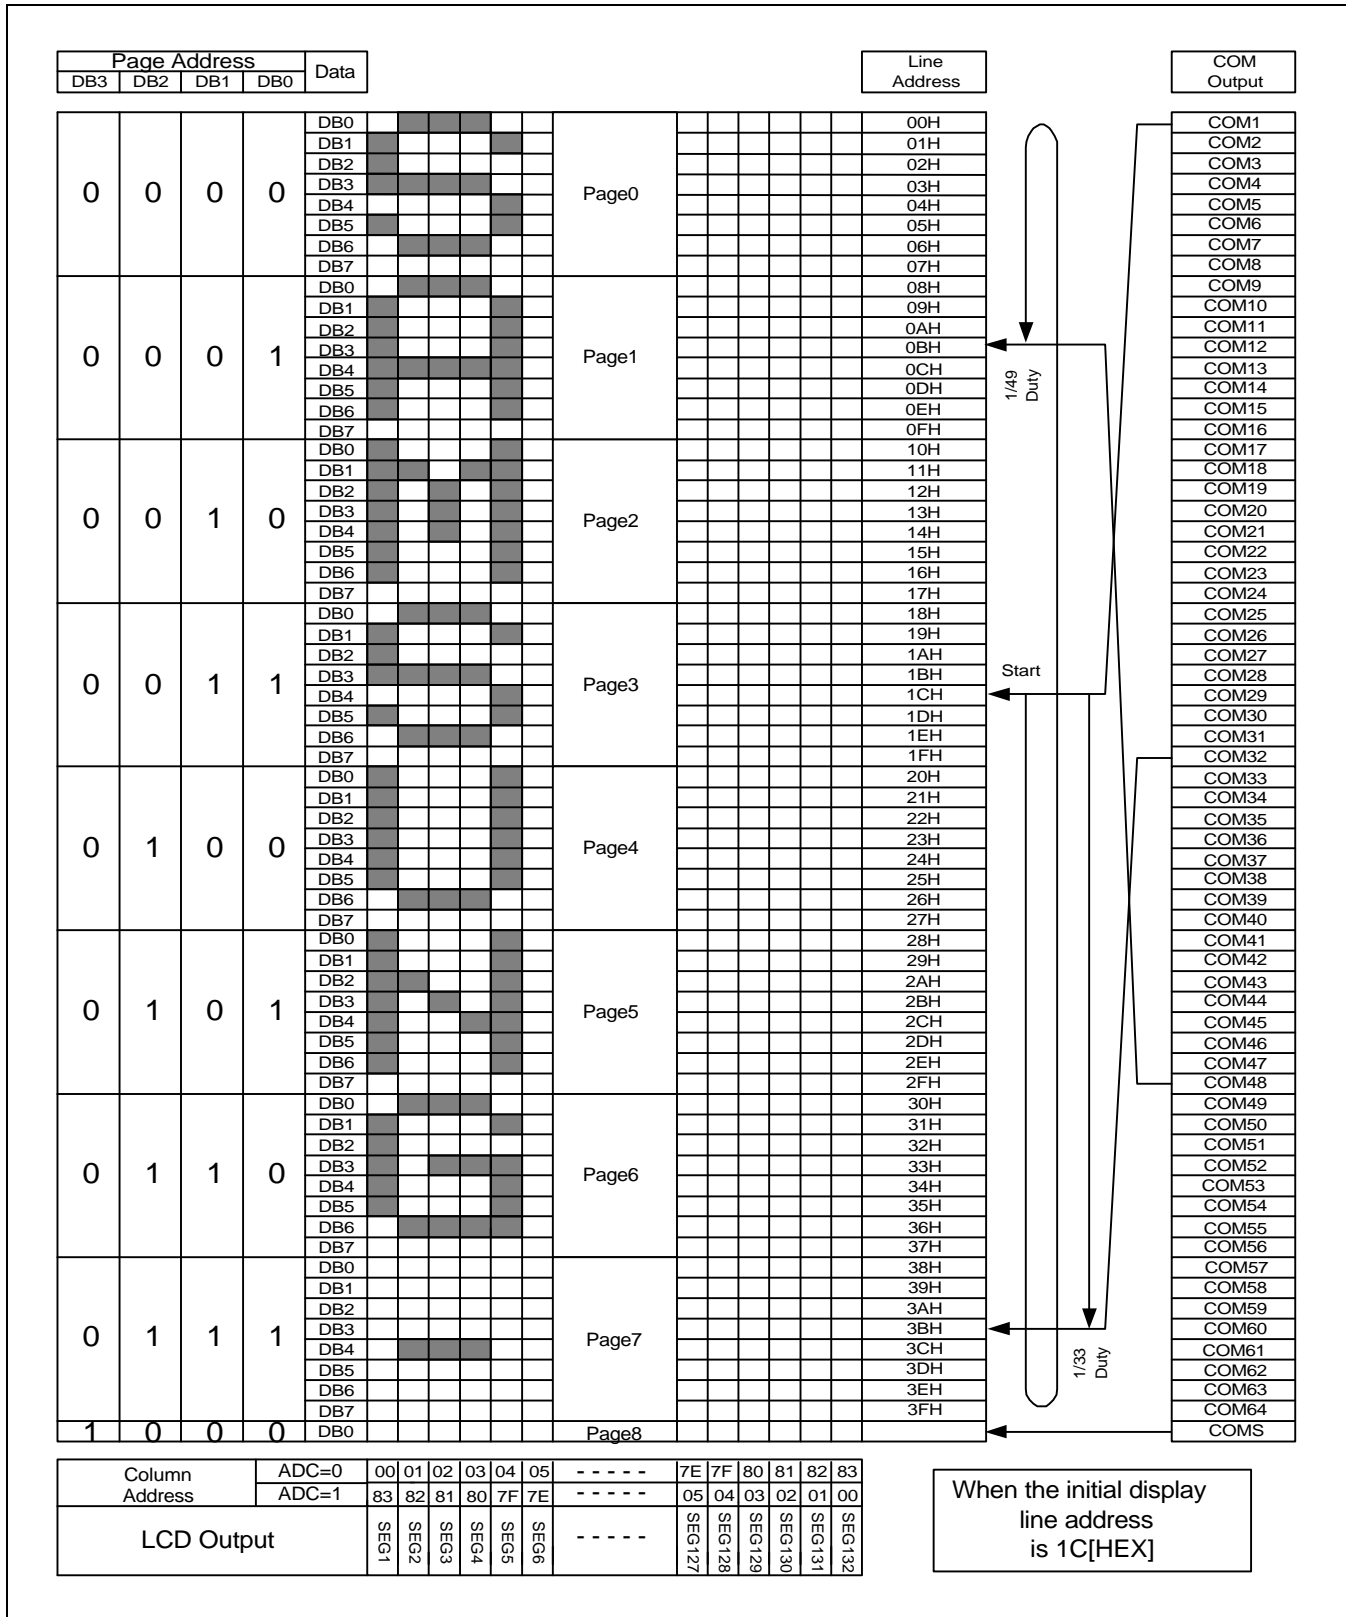 Page Address Data Line Address COM Output
DB3 DB2 DB1 DB0
DB0 00H COM1
DB1 01H COM2
DB2 02H COM3
0 0 0 0 DB3 Page0 03H COM4
DB4 04H COM5
DB5 05H COM6
DB6 06H COM7
DB7 07H COM8
DB0 08H COM9
DB1 09H COM10
DB2 0AH COM11
0 0 0 1 DB3 Page1 0BH COM12
DB4 0CH 1/49 Duty COM13
DB5 0DH COM14
DB6 0EH COM15
DB7 0FH COM16
DB0 10H COM17
DB1 11H COM18
DB2 12H COM19
0 0 1 0 DB3 Page2 13H COM20
DB4 14H COM21
DB5 15H COM22
DB6 16H COM23
DB7 17H COM24
DB0 18H COM25
DB1 19H COM26
DB2 1AH COM27
0 0 1 1 DB3 Page3 1BH Start COM28
DB4 1CH COM29
DB5 1DH COM30
DB6 1EH COM31
DB7 1FH COM32
DB0 20H COM33
DB1 21H COM34
DB2 22H COM35
0 1 0 0 DB3 Page4 23H COM36
DB4 24H COM37
DB5 25H COM38
DB6 26H COM39
DB7 27H COM40
DB0 28H COM41
DB1 29H COM42
DB2 2AH COM43
0 1 0 1 DB3 Page5 2BH COM44
DB4 2CH COM45
DB5 2DH COM46
DB6 2EH COM47
DB7 2FH COM48
DB0 30H COM49
DB1 31H COM50
DB2 32H COM51
0 1 1 0 DB3 Page6 33H COM52
DB4 34H COM53
DB5 35H COM54
DB6 36H COM55
DB7 37H COM56
DB0 38H COM57
DB1 39H COM58
DB2 3AH COM59
0 1 1 1 DB3 Page7 3BH COM60
DB4 3CH 1/33 Duty COM61
DB5 3DH COM62
DB6 3EH COM63
DB7 3FH COM64
1 0 0 0 DB0 Page8 COMS
Column Address ADC=0 00 01 02 03 04 05 - - - - - 7E 7F 80 81 82 83
ADC=1 83 82 81 80 7F 7E - - - - - 05 04 03 02 01 00
LCD Output SEG1 SEG2 SEG3 SEG4 SEG5 SEG6 - - - - - SEG127 SEG128 SEG129 SEG130 SEG131 SEG132
When the initial display
line address
is 1C[HEX]